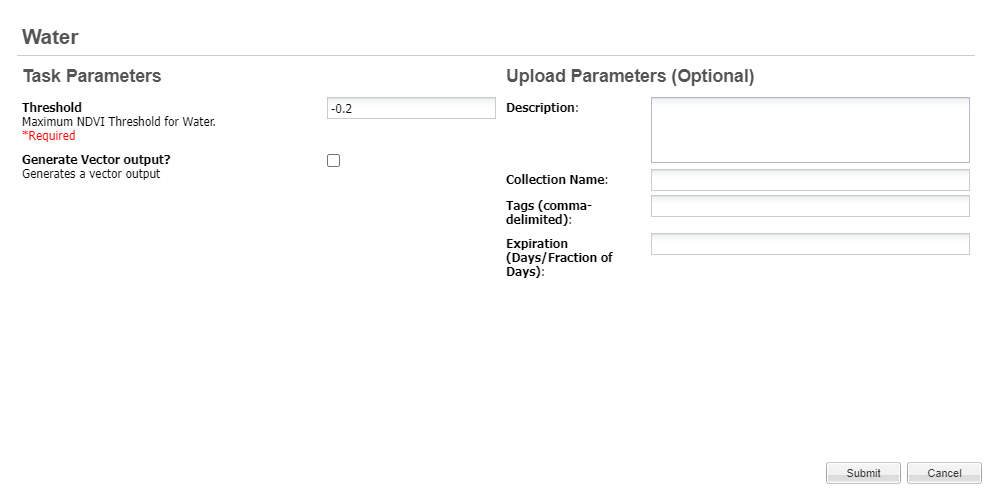 Water
Task Parameters
Threshold
Maximum NDVI Threshold for Water.
*Required
-0.2
Generate Vector output?
Generates a vector output
Upload Parameters (Optional)
Description:
Collection Name:
Tags (comma-
delimited):
Expiration
(Days/Fraction of
Days):
Submit
Cancel